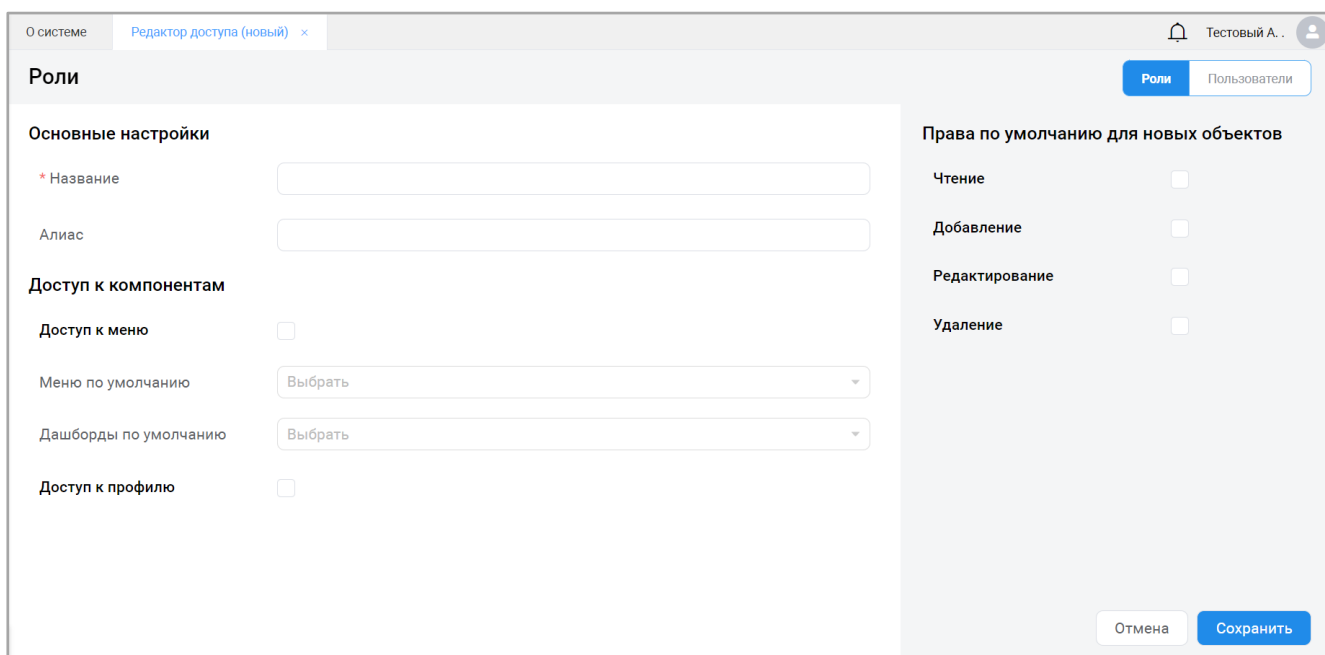 О системе
Редактор доступа (новый) ×
Тестовый А. .
Роли
Роли
Пользователи
Основные настройки
* Название
Алиас
Доступ к компонентам
Доступ к меню
Меню по умолчанию
Выбрать
Дашборды по умолчанию
Выбрать
Доступ к профилю
Права по умолчанию для новых объектов
Чтение
Добавление
Редактирование
Удаление
Отмена
Сохранить